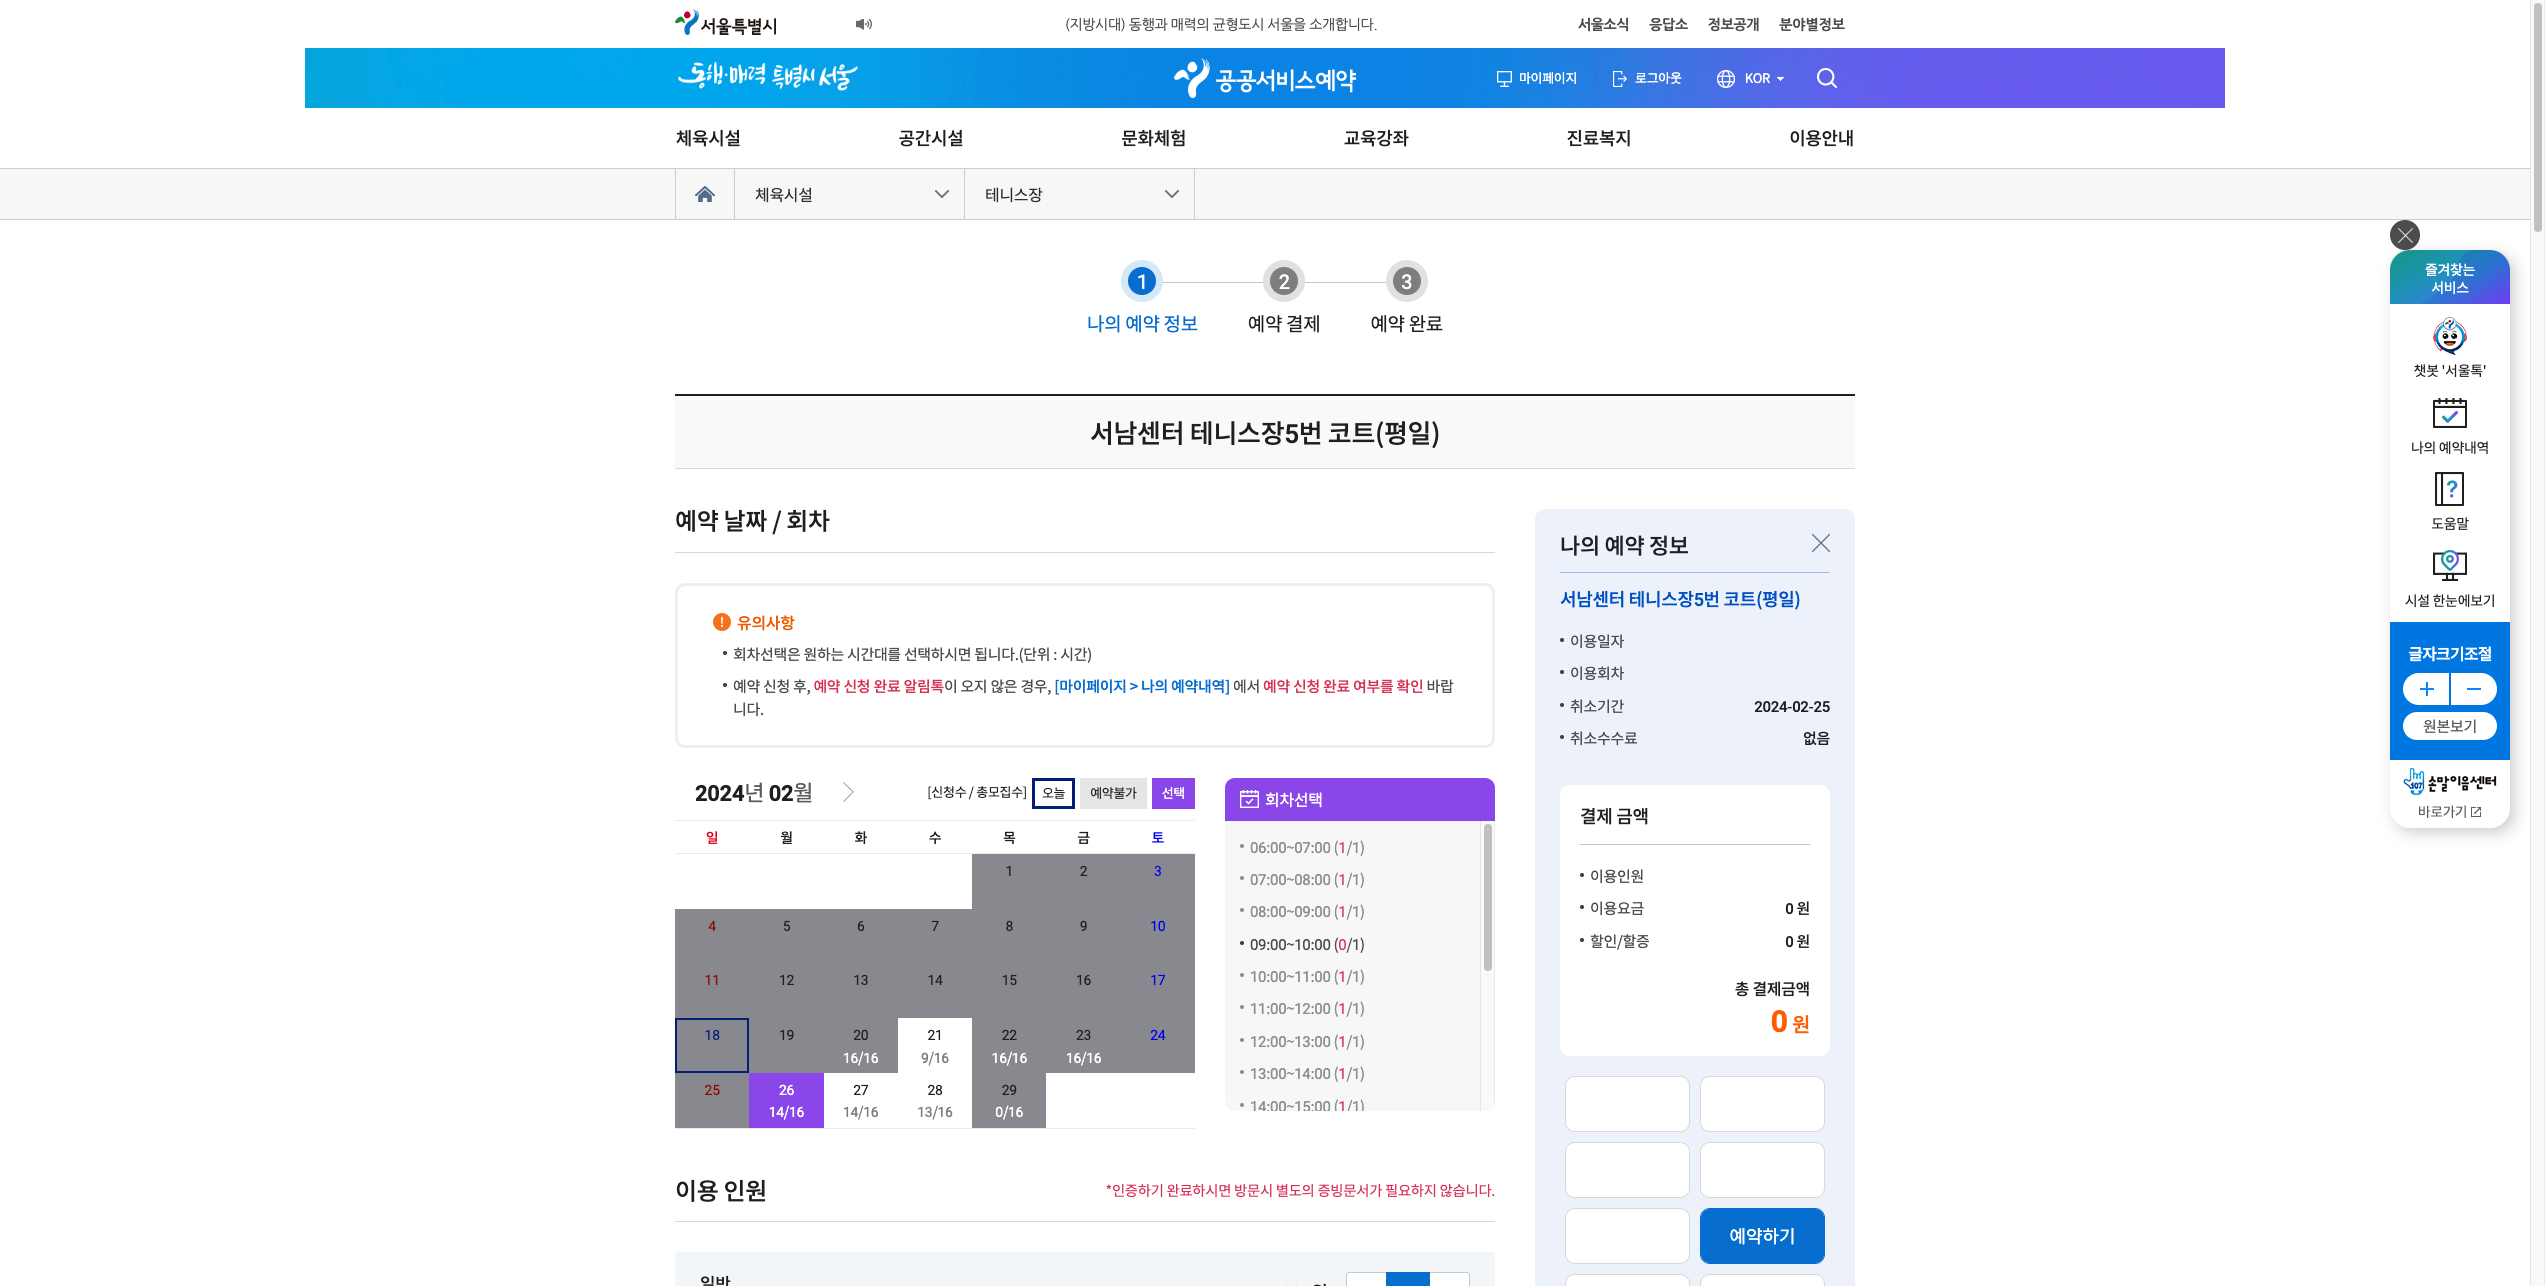 서울특별시
(지방시대) 동행과 매력의 균형도시 서울을 소개합니다.
서울소식 응답소 정보공개 분야별정보
동행·매력 특별시 서울
공공서비스예약
마이페이지 로그아웃 KOR
체육시설 공간시설 문화체험 교육강좌 진료복지 이용안내
체육시설 테니스장
1 2 3
나의 예약 정보 예약 결제 예약 완료
서남센터 테니스장5번 코트(평일)
예약 날짜 / 회차
유의사항
• 회차선택은 원하는 시간대를 선택하시면 됩니다.(단위 : 시간)
• 예약 신청 후, 예약 신청 완료 알림톡이 오지 않은 경우, [마이페이지 > 나의 예약내역] 에서 예약 신청 완료 여부를 확인 바랍
니다.
2024년 02월
[신청수 / 총모집수] 오늘 예약불가 선택
일 월 화 수 목 금 토
1 2 3
4 5 6 7 8 9 10
11 12 13 14 15 16 17
18 19 20 21 22 23 24
16/16 9/16 16/16 16/16
25 26 27 28 29
14/16 14/16 13/16 0/16
회차선택
• 06:00~07:00 (1/1)
• 07:00~08:00 (1/1)
• 08:00~09:00 (1/1)
• 09:00~10:00 (0/1)
• 10:00~11:00 (1/1)
• 11:00~12:00 (1/1)
• 12:00~13:00 (1/1)
• 13:00~14:00 (1/1)
• 14:00~15:00 (1/1)
이용 인원
*인증하기 완료하시면 방문시 별도의 증빙문서가 필요하지 않습니다.
일반
나의 예약 정보
서남센터 테니스장5번 코트(평일)
• 이용일자
• 이용회차
• 취소기간 2024-02-25
• 취소수수료 없음
결제 금액
• 이용인원
• 이용요금 0 원
• 할인/할증 0 원
총 결제금액
0 원
예약하기
즐겨찾는
서비스
챗봇 '서울톡'
나의 예약내역
도움말
시설 한눈에보기
글자크기조절
+ −
원본보기
107 손말이음센터
바로가기